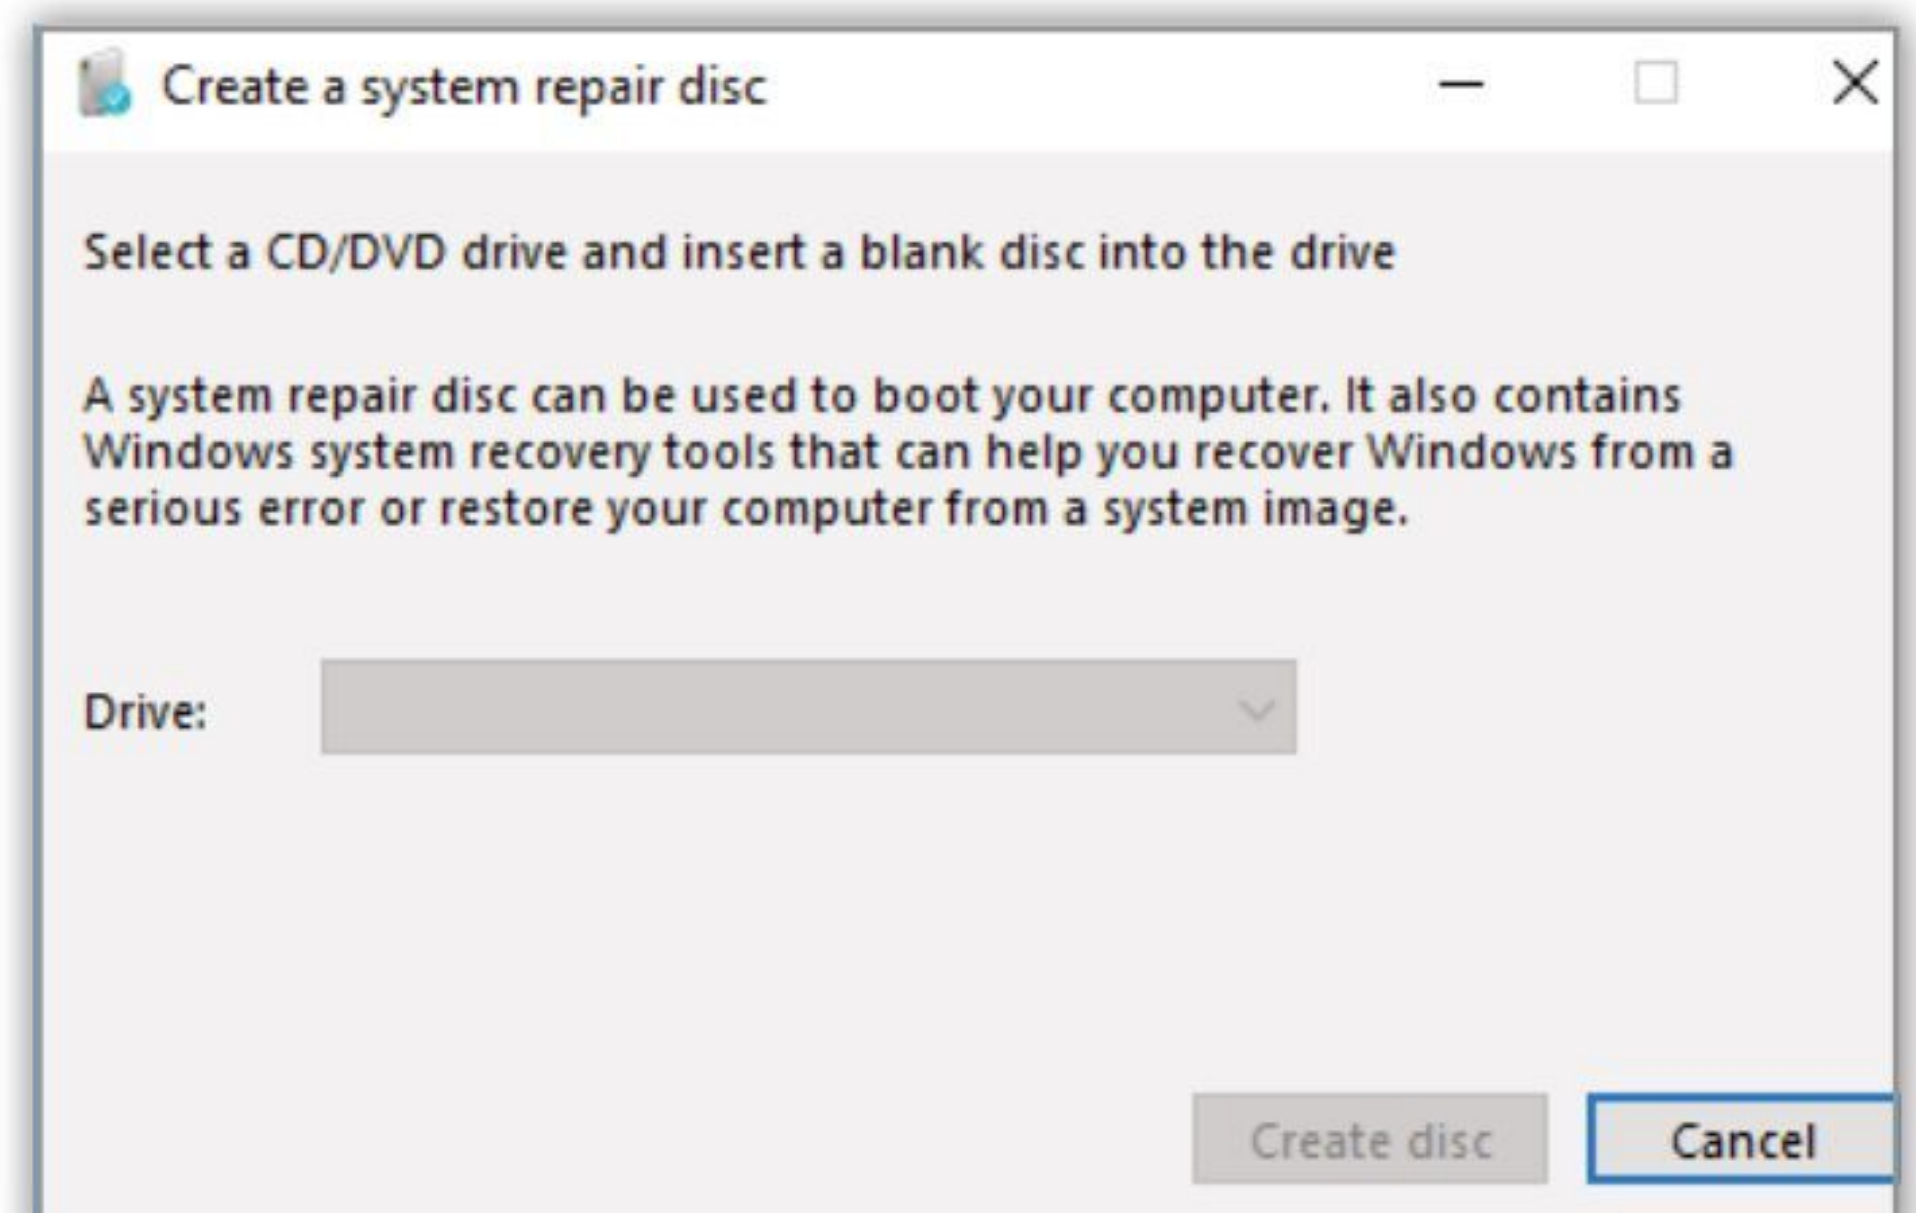 Create a system repair disc
Select a CD/DVD drive and insert a blank disc into the drive
A system repair disc can be used to boot your computer. It also contains
Windows system recovery tools that can help you recover Windows from a
serious error or restore your computer from a system image.
Drive:
Create disc
Cancel